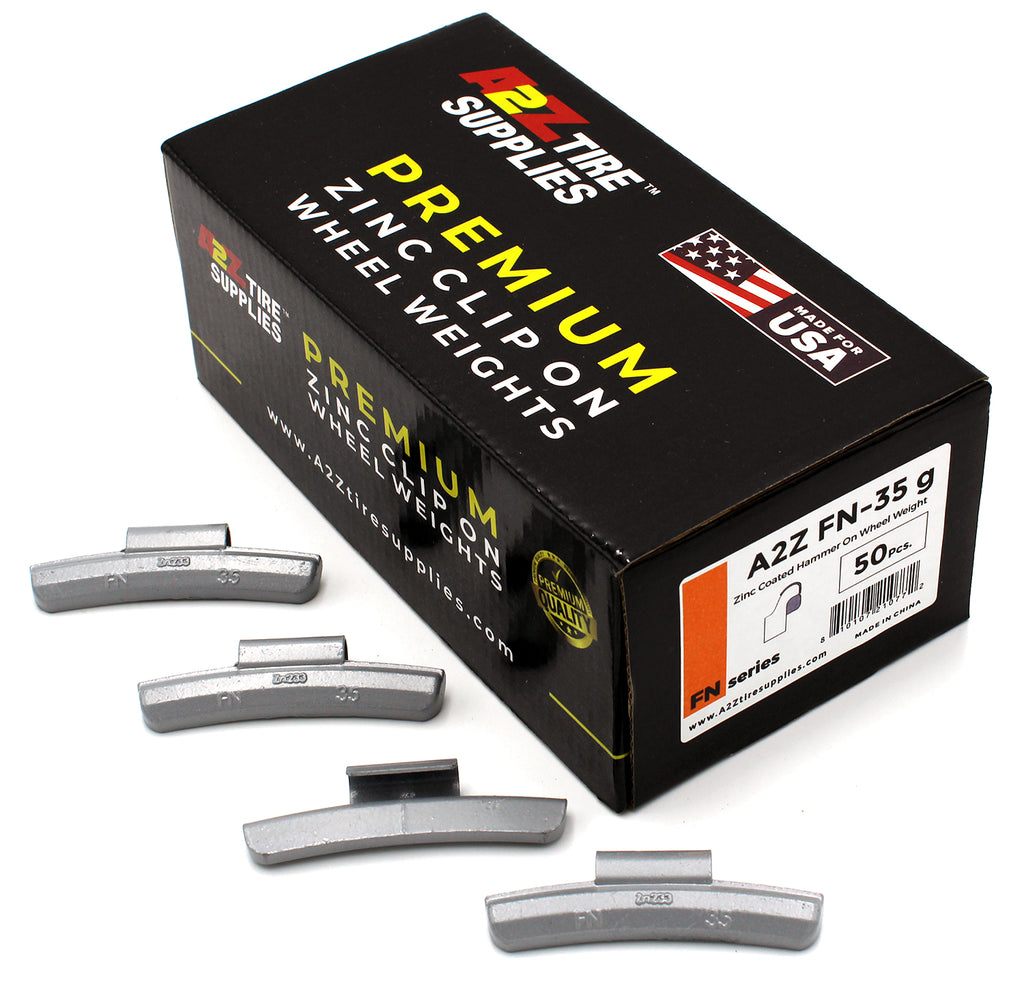 A2Z TIRE
SUPPLIES™
PREMIUM
ZINC CLIP ON
WHEEL WEIGHTS
MADE FOR
USA
A2Z TIRE
SUPPLIES™
PREMIUM
ZINC CLIP ON
WHEEL WEIGHTS
www.A2Ztiresupplies.com
PREMIUM
QUALITY
A2Z FN-35 g
Zinc Coated Hammer On Wheel Weight
50 pcs.
MADE IN CHINA
FN series
www.A2Ztiresupplies.com
FN 35
FN 35
FN 35